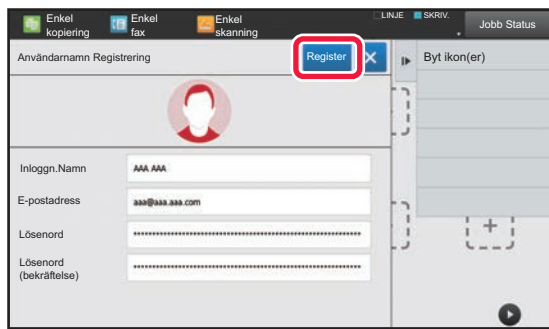 Enkel kopiering
Enkel fax
Enkel skanning
LINJE
SKRIV.
Jobb Status
Användarnamn Registrering
Register
Byt ikon(er)
Inloggn.Namn
AAA AAA
E-postadress
aaa@aaa.aaa.com
Lösenord
Lösenord
(bekräftelse)